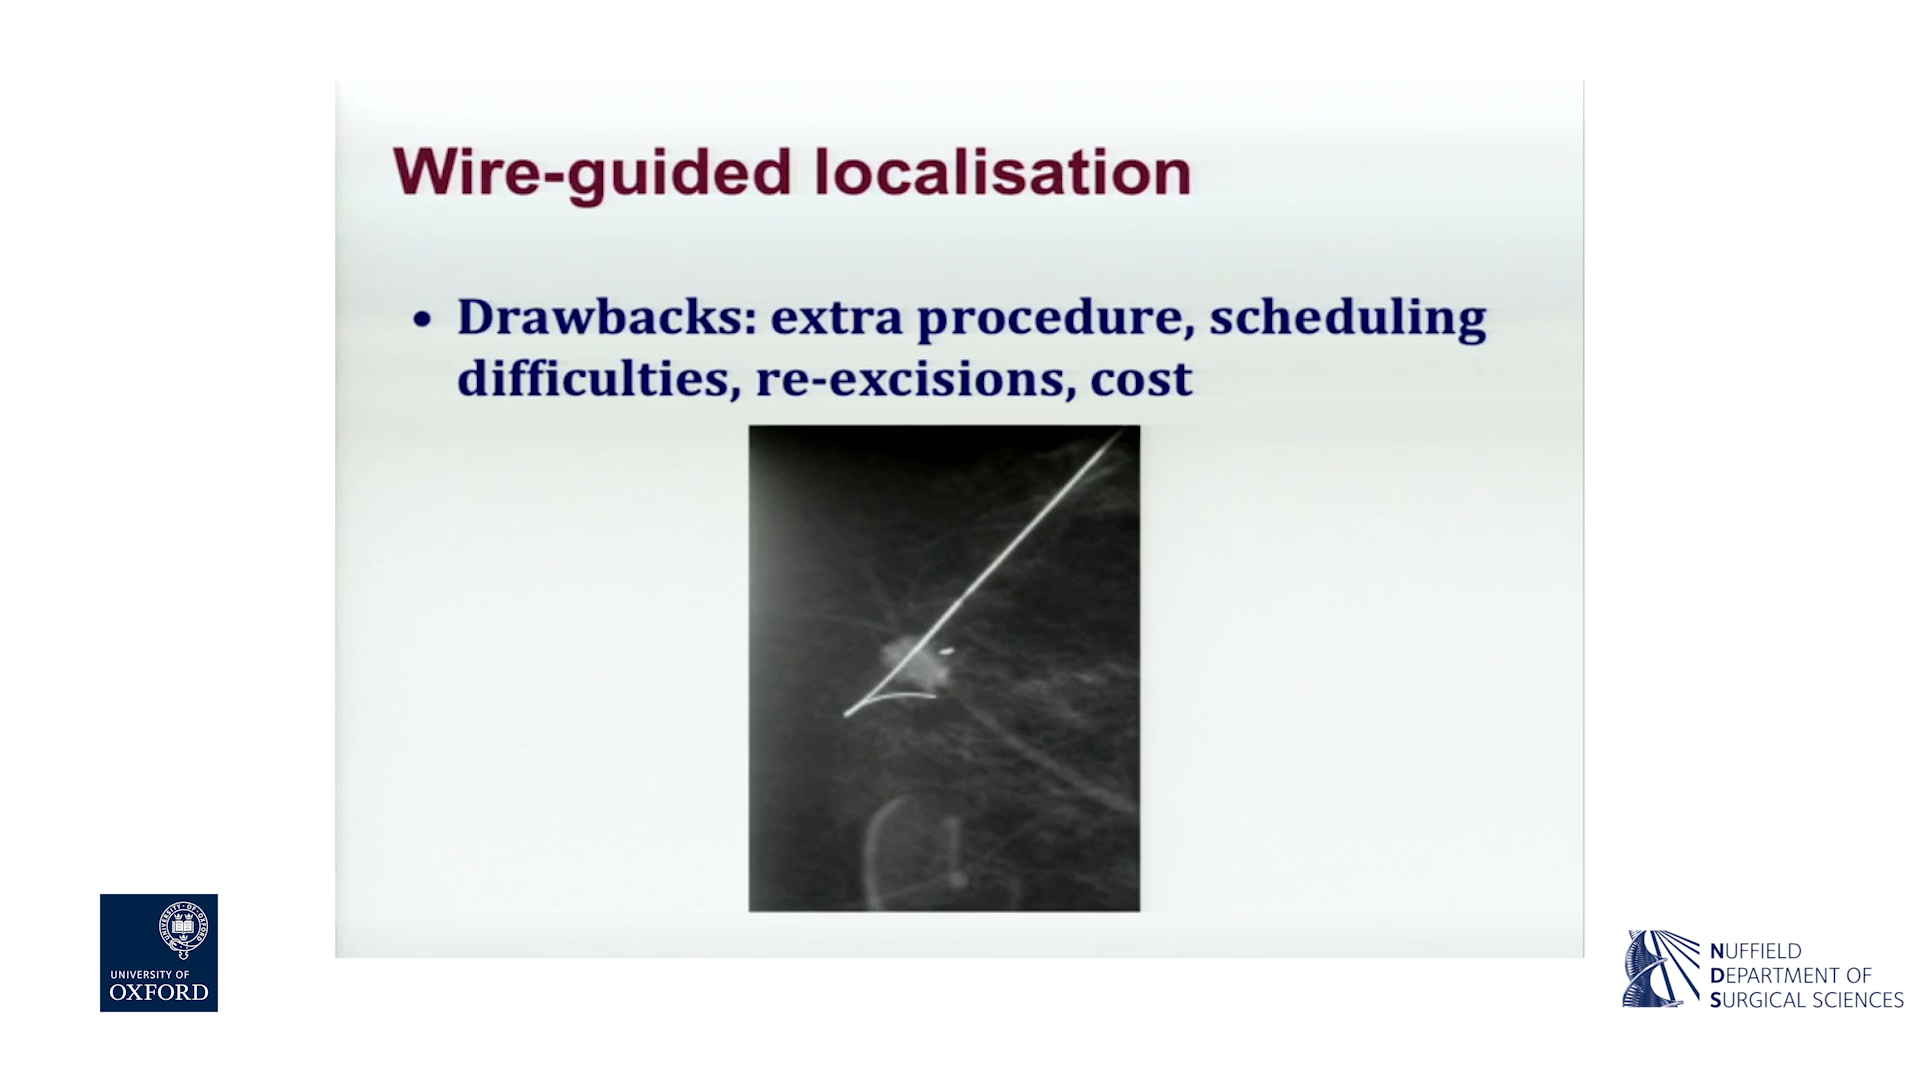 Wire-guided localisation
• Drawbacks: extra procedure, scheduling
difficulties, re-excisions, cost
UNIVERSITY OF
OXFORD
NUFFIELD
DEPARTMENT OF
SURGICAL SCIENCES